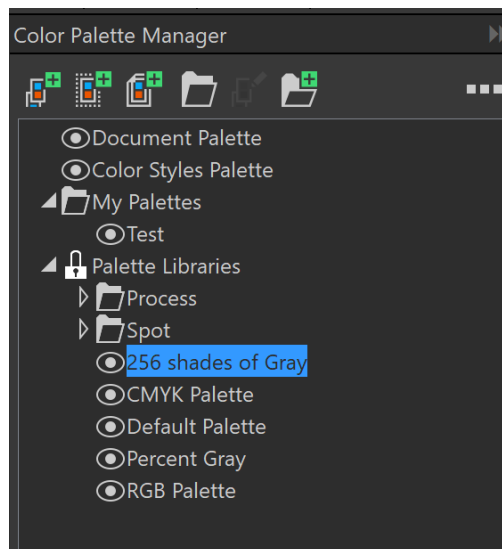 Color Palette Manager
Document Palette
Color Styles Palette
My Palettes
Test
Palette Libraries
Process
Spot
256 shades of Gray
CMYK Palette
Default Palette
Percent Gray
RGB Palette